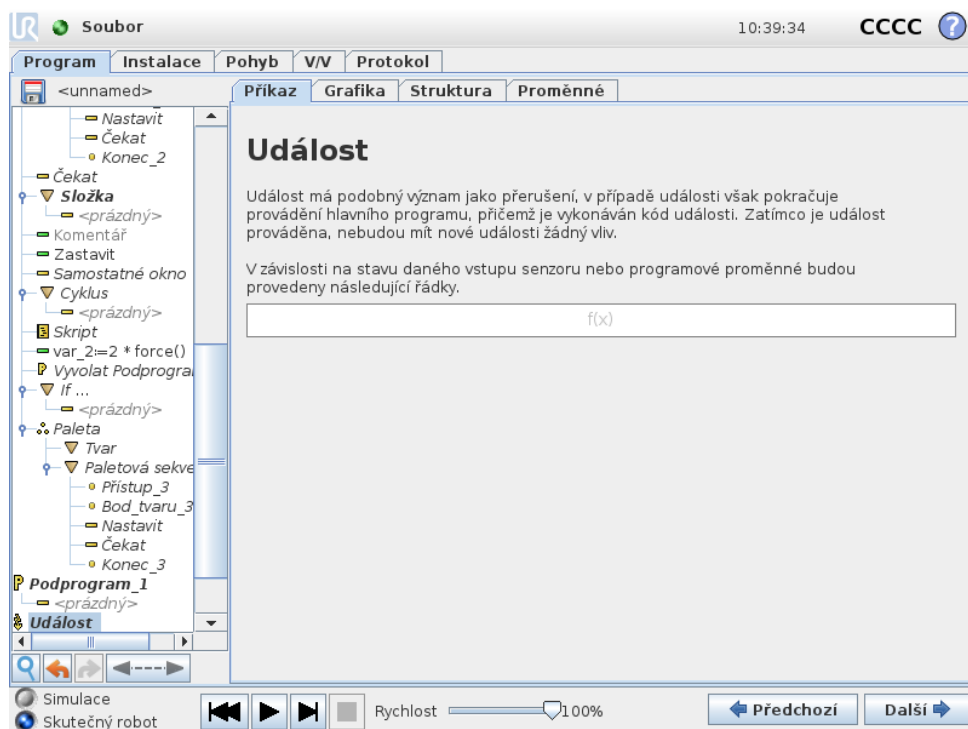 Soubor
10:39:34
CCCC
?
Program Instalace Pohyb V/V Protokol
<unnamed>
Příkaz Grafika Struktura Proměnné
Nastavit
Čekat
Konec_2
Čekat
Složka
<prázdný>
Komentář
Zastavit
Samostatné okno
Cyklus
<prázdný>
Skript
var_2:=2 * force()
Vyvolat Podprogra
If ...
<prázdný>
Paleta
Tvar
Paletová sekve
Přístup_3
Bod_tvaru_3
Nastavit
Čekat
Konec_3
Podprogram_1
<prázdný>
Událost
Událost
Událost má podobný význam jako přerušení, v případě události však pokračuje
provádění hlavního programu, přičemž je vykonáván kód události. Zatímco je událost
prováděna, nebudou mít nové události žádný vliv.
V závislosti na stavu daného vstupu senzoru nebo programové proměnné budou
provedeny následující řádky.
f(x)
Simulace
Skutečný robot
Rychlost 100%
Předchozí
Další